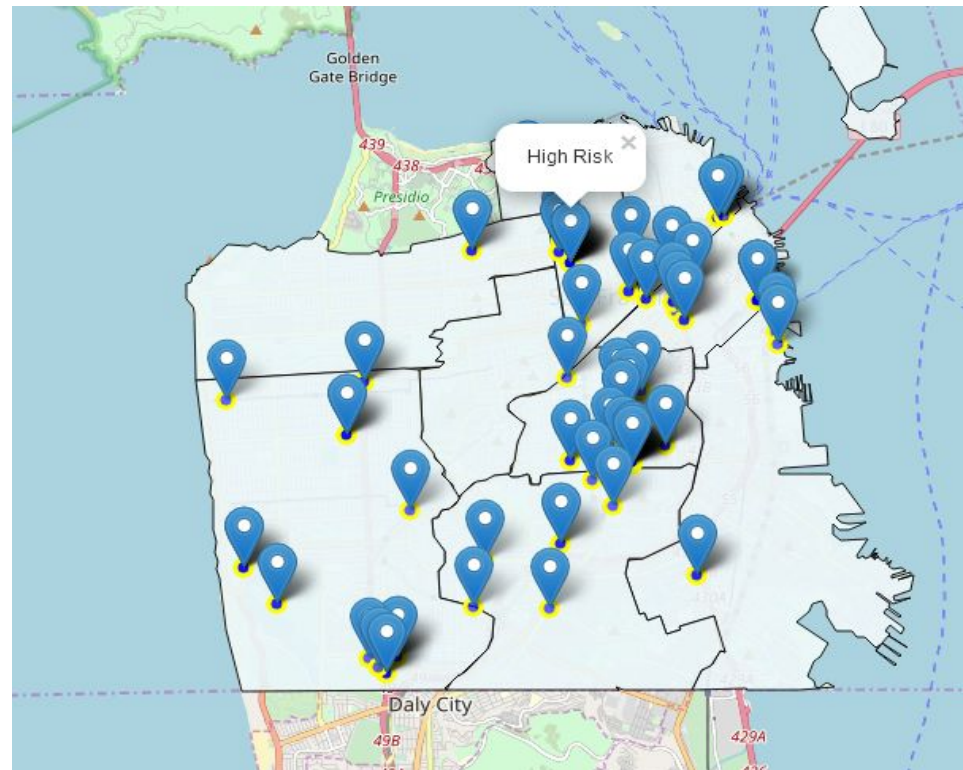 Golden
Gate Bridge
439
438
Presidio
High Risk
×
Daly City
49B
429A